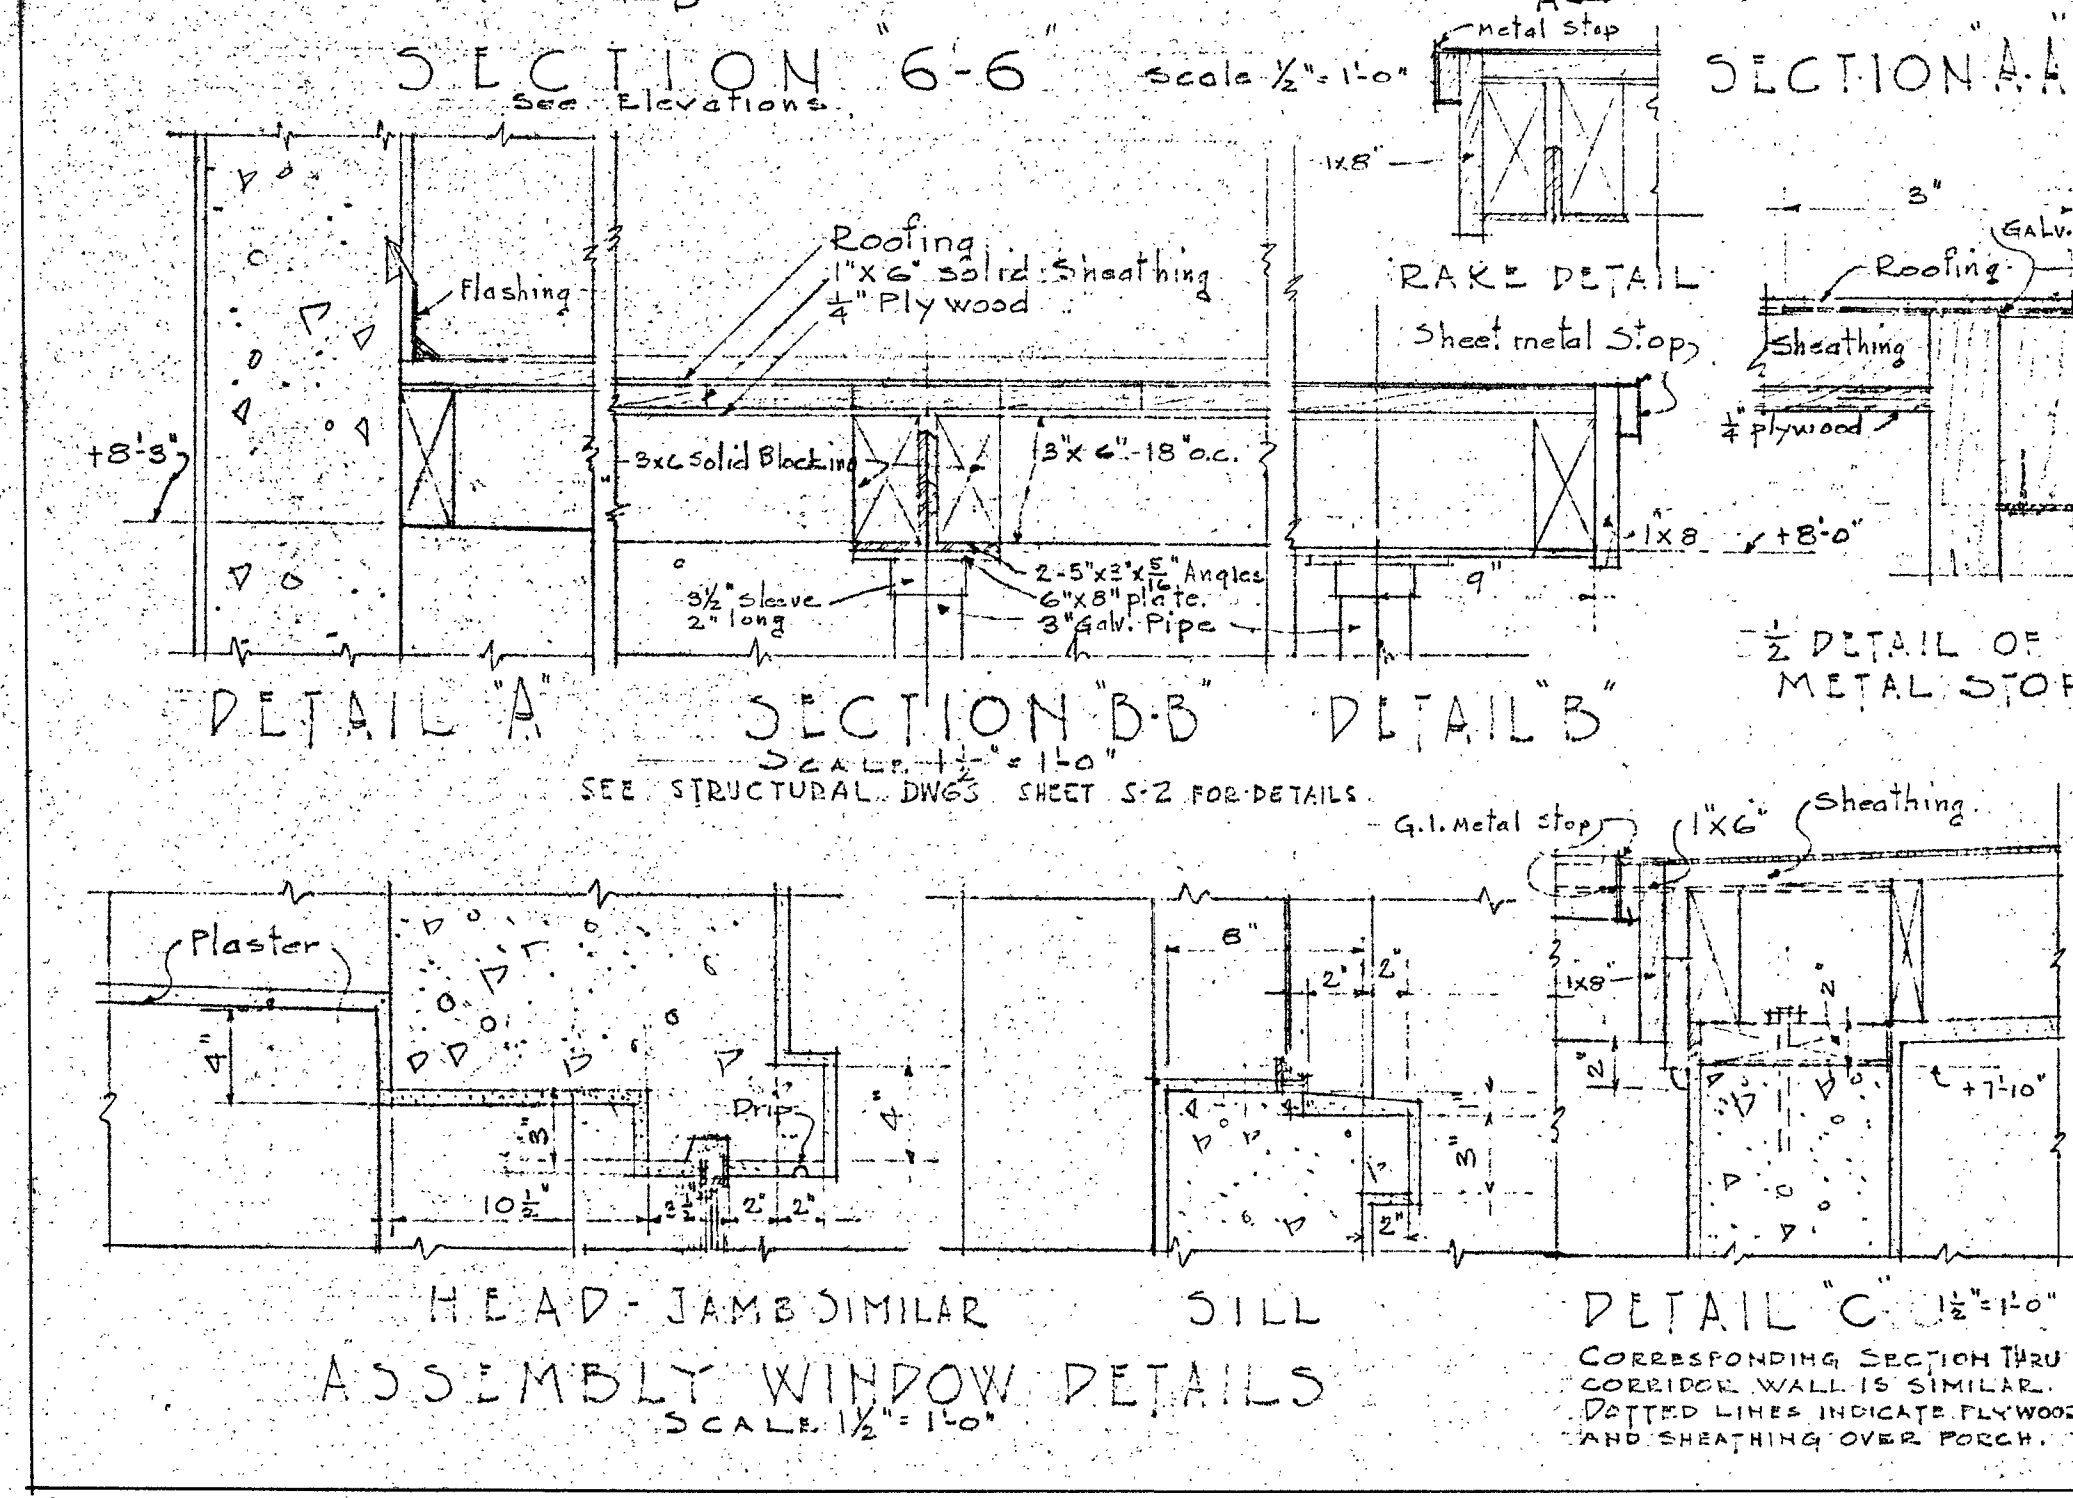 SECTION "6-6"
See Elevations.
Scale ½" = 1'-0"
Metal Stop
SECTION "A-A"
1x8"
RAKE DETAIL
3"
GALV.
Roofing
Sheathing
¼" plywood
½ DETAIL OF
METAL STOP
Flashing
+8'-3"
Roofing
1" X 6" Solid Sheathing
¼" Plywood
3x6 Solid Blocking
3" x 6" - 18" o.c.
3½" Sleeve
2" long
2-5" x 3" x 5/16" Angles
6" x 8" plate.
3" Galv. Pipe
Sheet metal Stop
1x8
+8'-0"
9"
DETAIL "A"
SECTION "B-B"
DETAIL "B"
SCALE 1½" = 1'-0"
SEE STRUCTURAL DWGS SHEET S-2 FOR DETAILS
Plaster
4"
3"
10½"
Drip
2"
2"
4"
HEAD - JAMB SIMILAR
8"
2"
2"
1"
3"
2"
SILL
ASSEMBLY WINDOW DETAILS
SCALE 1½" = 1'-0"
G.I. Metal Stop
1"X6"
Sheathing
1x8"
2"
2"
+7'-10"
DETAIL "C" 1½" = 1'-0"
CORRESPONDING SECTION THRU
CORRIDOR WALL IS SIMILAR.
DOTTED LINES INDICATE PLYWOOD
AND SHEATHING OVER PORCH.